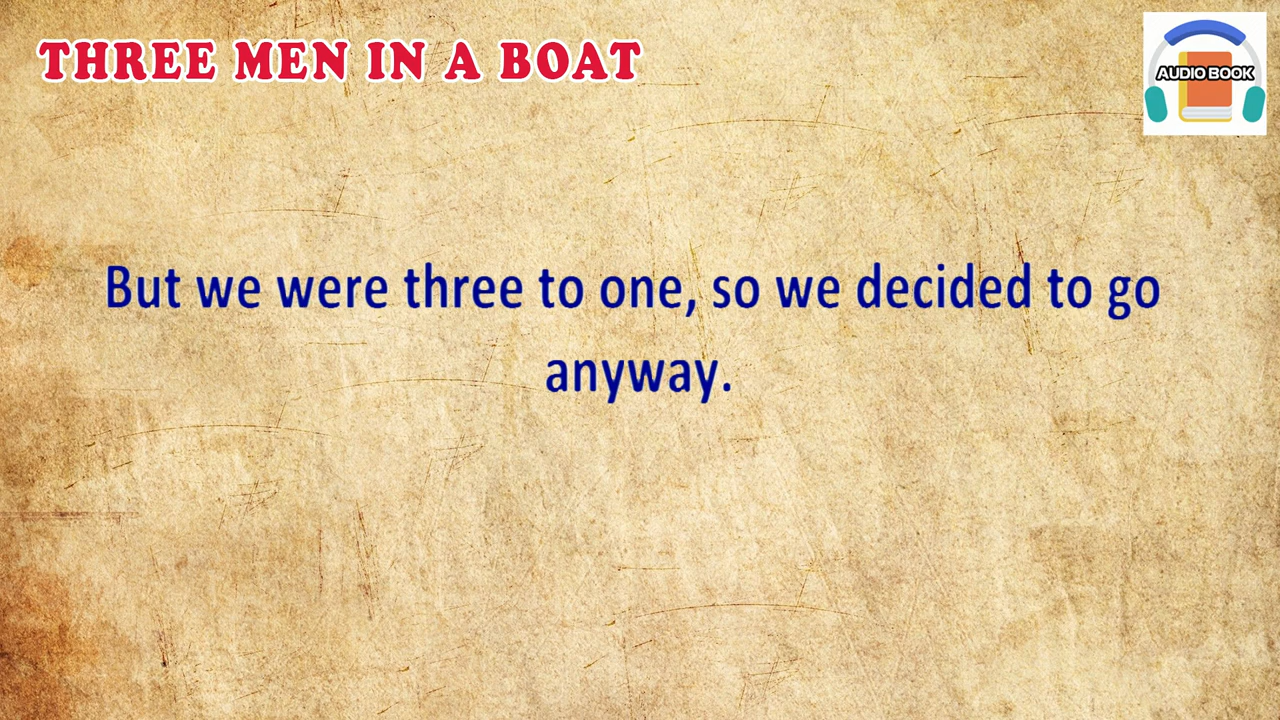 THREE MEN IN A BOAT
AUDIO BOOK
But we were three to one, so we decided to go
anyway.